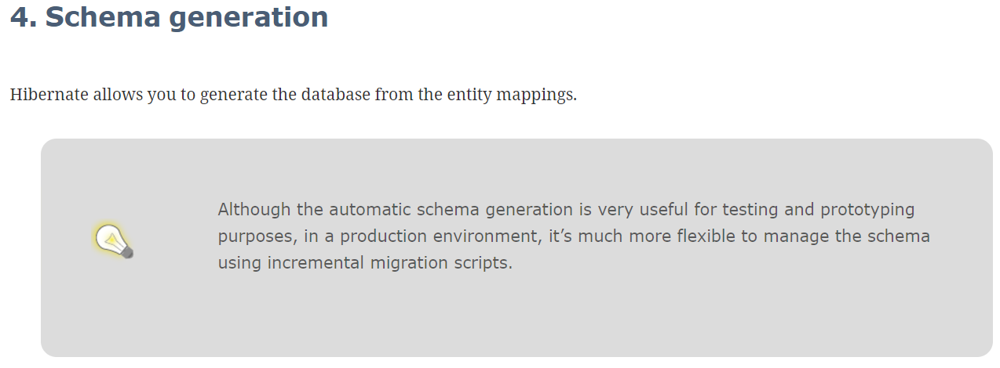 4. Schema generation
Hibernate allows you to generate the database from the entity mappings.
Although the automatic schema generation is very useful for testing and prototyping
purposes, in a production environment, it’s much more flexible to manage the schema
using incremental migration scripts.